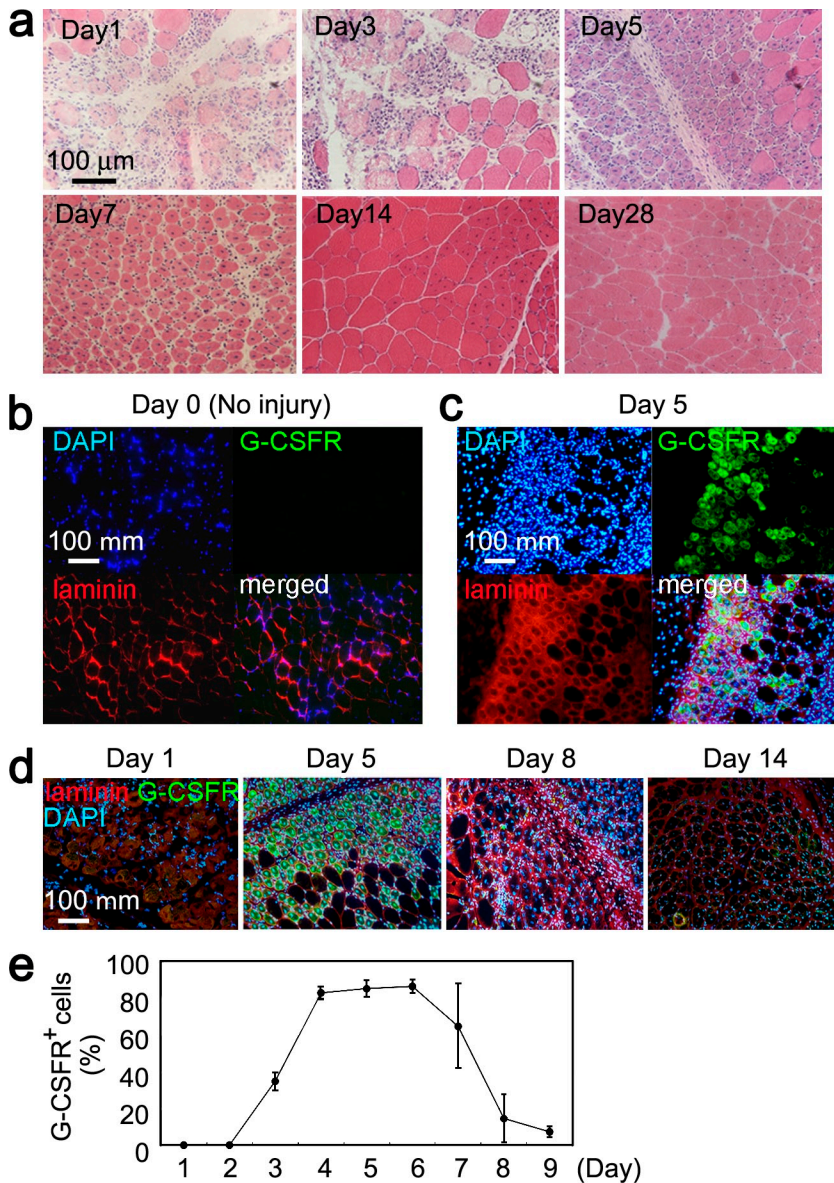 a
Day1
Day3
Day5
100 μm
Day7
Day14
Day28
b
Day 0 (No injury)
DAPI
G-CSFR
100 mm
laminin
merged
c
Day 5
DAPI
G-CSFR
100 mm
laminin
merged
d
Day 1
Day 5
Day 8
Day 14
laminin G-CSFR
DAPI
100 mm
e
G-CSFR+ cells
(%)
100
80
60
40
20
0
1 2 3 4 5 6 7 8 9 (Day)